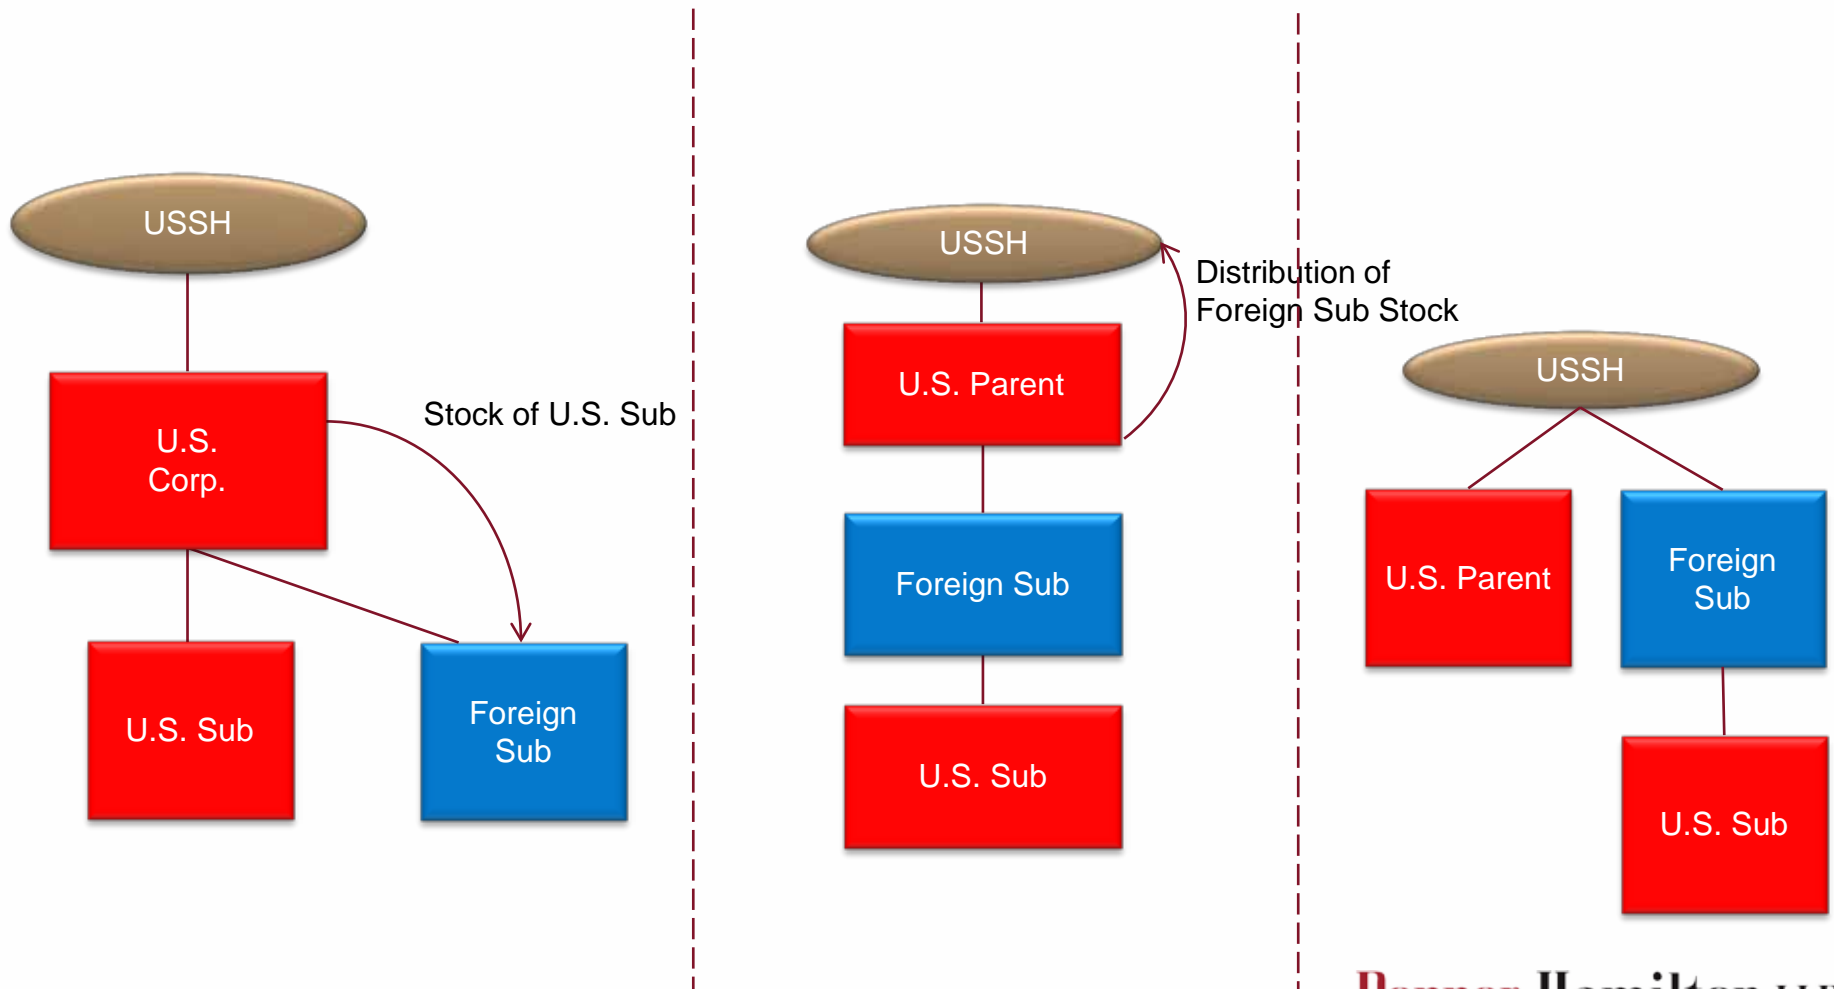 USSH
U.S.
Corp.
Stock of U.S. Sub
U.S. Sub
Foreign
Sub
USSH
Distribution of
Foreign Sub Stock
U.S. Parent
Foreign Sub
U.S. Sub
USSH
U.S. Parent
Foreign
Sub
U.S. Sub
Hamilton